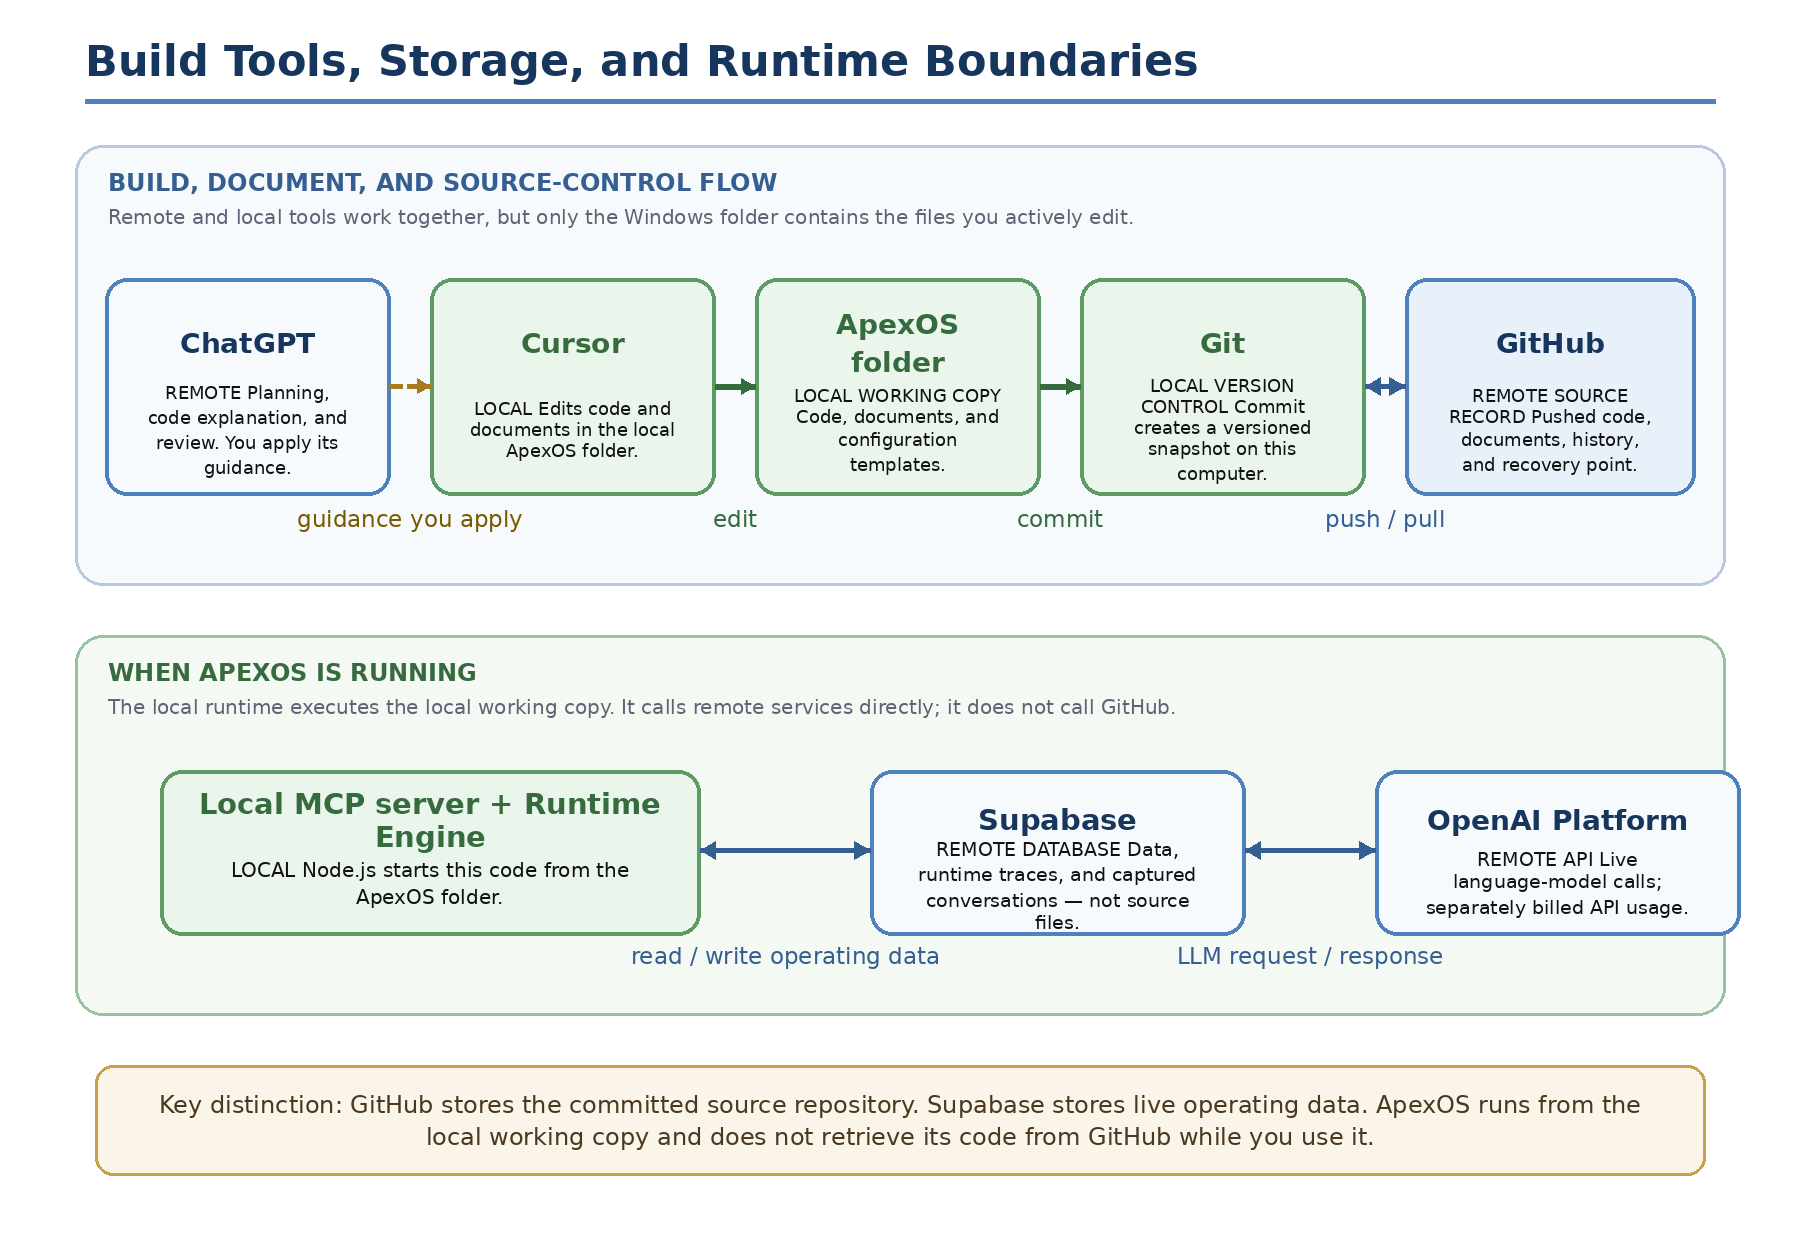 Build Tools, Storage, and Runtime Boundaries
BUILD, DOCUMENT, AND SOURCE-CONTROL FLOW
Remote and local tools work together, but only the Windows folder contains the files you actively edit.
ChatGPT
REMOTE Planning,
code explanation, and
review. You apply its
guidance.
Cursor
LOCAL Edits code and
documents in the local
ApexOS folder.
ApexOS
folder
LOCAL WORKING COPY
Code, documents, and
configuration
templates.
Git
LOCAL VERSION
CONTROL Commit
creates a versioned
snapshot on this
computer.
GitHub
REMOTE SOURCE
RECORD Pushed code,
documents, history,
and recovery point.
guidance you apply
edit
commit
push / pull
WHEN APEXOS IS RUNNING
The local runtime executes the local working copy. It calls remote services directly; it does not call GitHub.
Local MCP server + Runtime
Engine
LOCAL Node.js starts this code from the
ApexOS folder.
Supabase
REMOTE DATABASE Data,
runtime traces, and captured
conversations — not source
files.
OpenAI Platform
REMOTE API Live
language-model calls;
separately billed API usage.
read / write operating data
LLM request / response
Key distinction: GitHub stores the committed source repository. Supabase stores live operating data. ApexOS runs from the
local working copy and does not retrieve its code from GitHub while you use it.